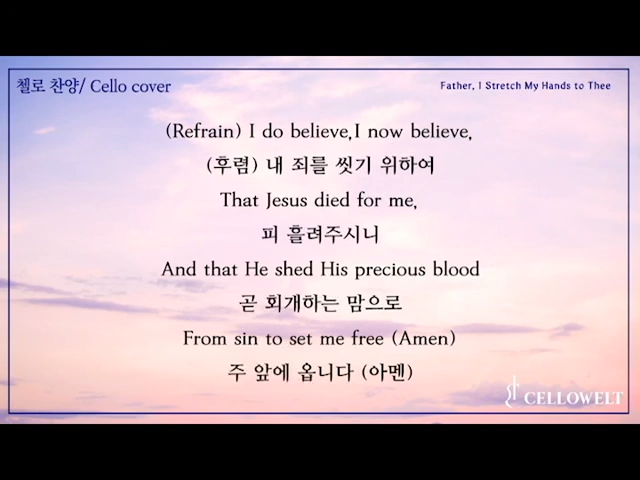 첼로 찬양/ Cello cover
Father, I Stretch My Hands to Thee
(Refrain) I do believe,I now believe,
(후렴) 내 죄를 씻기 위하여
That Jesus died for me,
피 흘려주시니
And that He shed His precious blood
곧 회개하는 맘으로
From sin to set me free (Amen)
주 앞에 옵니다 (아멘)
CELLOWELT